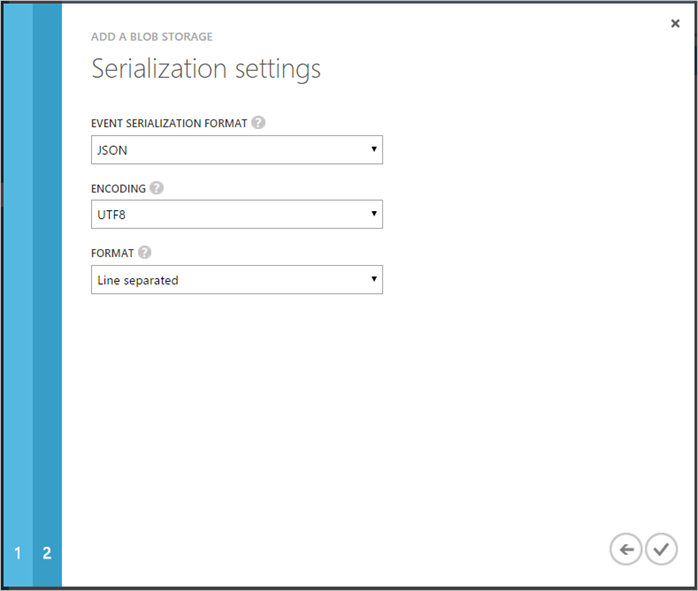 ADD A BLOB STORAGE
Serialization settings
EVENT SERIALIZATION FORMAT ?
JSON
ENCODING ?
UTF8
FORMAT ?
Line separated
1 2